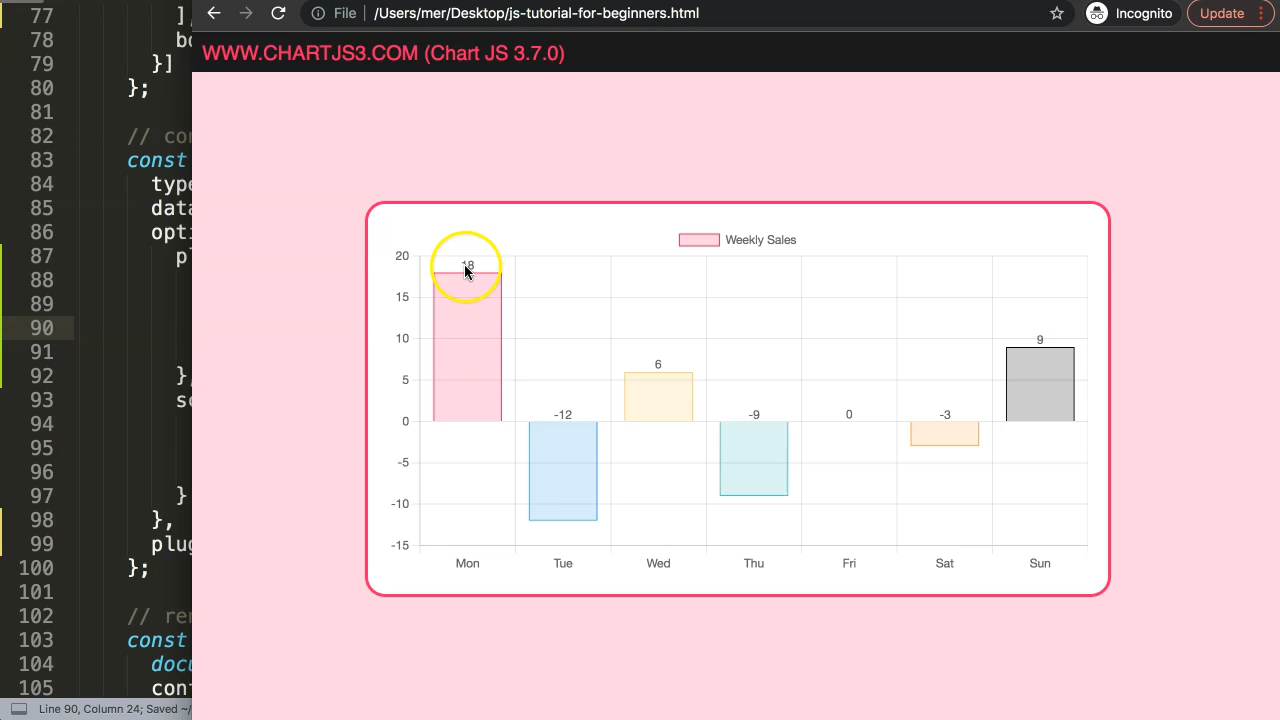 77 ],
78 bo
79 }]
80 };
81
82 // con
83 const
84 type
85 data
86 opti
87 pl
88
89
90
91
92 },
93 sc
94
95
96
97 }
98 },
99 plug
100 };
101
102 // ren
103 const
104 docu
105 con
Line 90, Column 24; Saved ~/
File /Users/mer/Desktop/js-tutorial-for-beginners.html Incognito Update
WWW.CHARTJS3.COM (Chart JS 3.7.0)
Weekly Sales
20
15
10
5
0
-5
-10
-15
18
-12
6
-9
0
-3
9
Mon Tue Wed Thu Fri Sat Sun